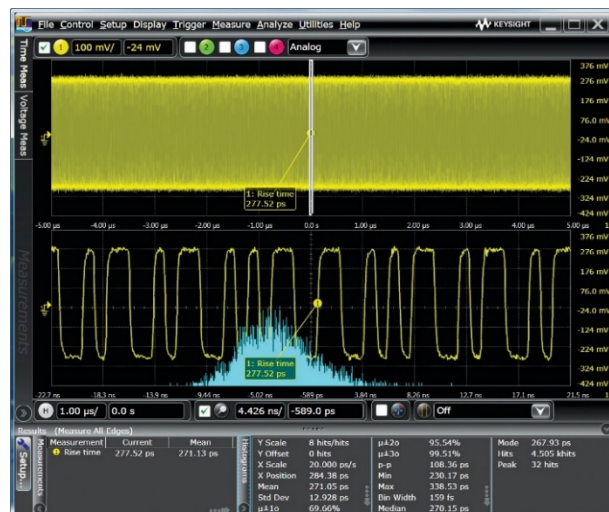 File Control Setup Display Trigger Measure Analyze Utilities Help
KEYSIGHT
1 100 mV/ -24 mV 2 3 4 Analog
Time Meas
Voltage Meas
Measurements
376 mV
276 mV
176 mV
76.0 mV
-24.0 mV
-124 mV
-224 mV
-324 mV
-424 mV
1: Rise time
277.52 ps
-5.00 µs -4.00 µs -3.00 µs -2.00 µs -1.00 µs 0.0 s 1.00 µs 2.00 µs 3.00 µs 4.00 µs 5.00 µs
376 mV
276 mV
176 mV
76.0 mV
-24.0 mV
-124 mV
-224 mV
-324 mV
-424 mV
1
1: Rise time
277.52 ps
-22.7 ns -18.3 ns -13.9 ns -9.44 ns -5.02 ns -589 ps 3.84 ns 8.26 ns 12.7 ns 17.1 ns 21.5 ns
H 1.00 µs/ 0.0 s 4.426 ns/ -589.0 ps Off
Results (Measure All Edges)
Setup...
Measurements
Measurement Current Mean
Rise time 277.52 ps 271.13 ps
Histograms
Y Scale 8 hits/hits
Y Offset 0 hits
X Scale 20.000 ps/s
X Position 284.38 ps
Mean 271.05 ps
Std Dev 12.928 ps
µ±1σ 69.66%
µ±2σ 95.54%
µ±3σ 99.51%
p-p 108.36 ps
Min 230.17 ps
Max 338.53 ps
Bin Width 159 fs
Median 270.15 ps
Mode 267.93 ps
Hits 4.505 khits
Peak 32 hits